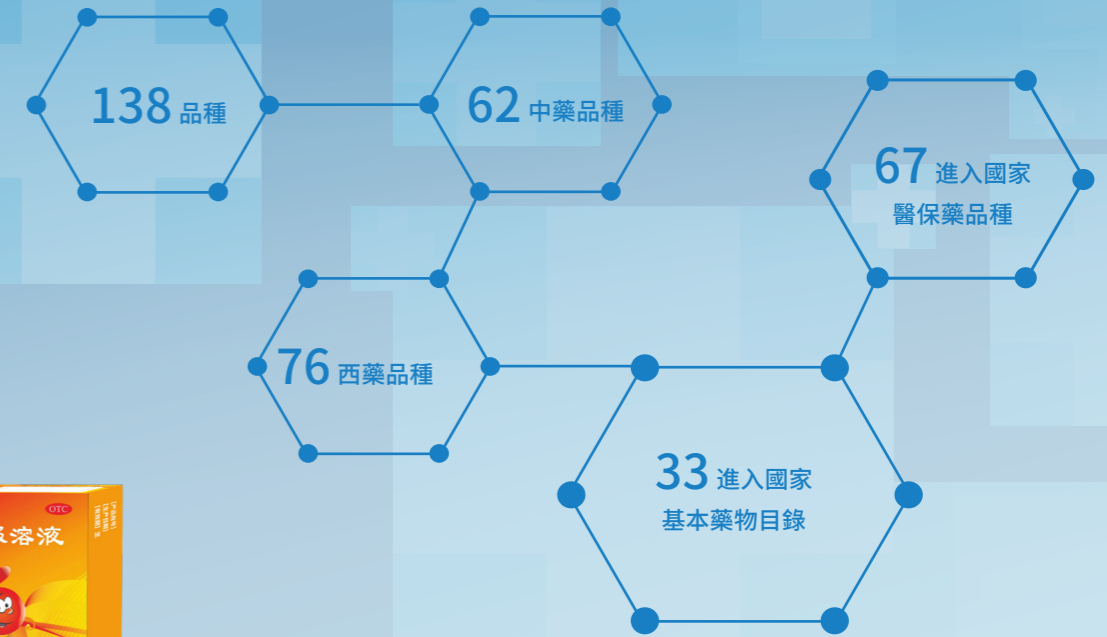 138 品種
62 中藥品種
67 進入國家
醫保藥品種
76 西藥品種
33 進入國家
基本藥物目錄
OTC
溶液